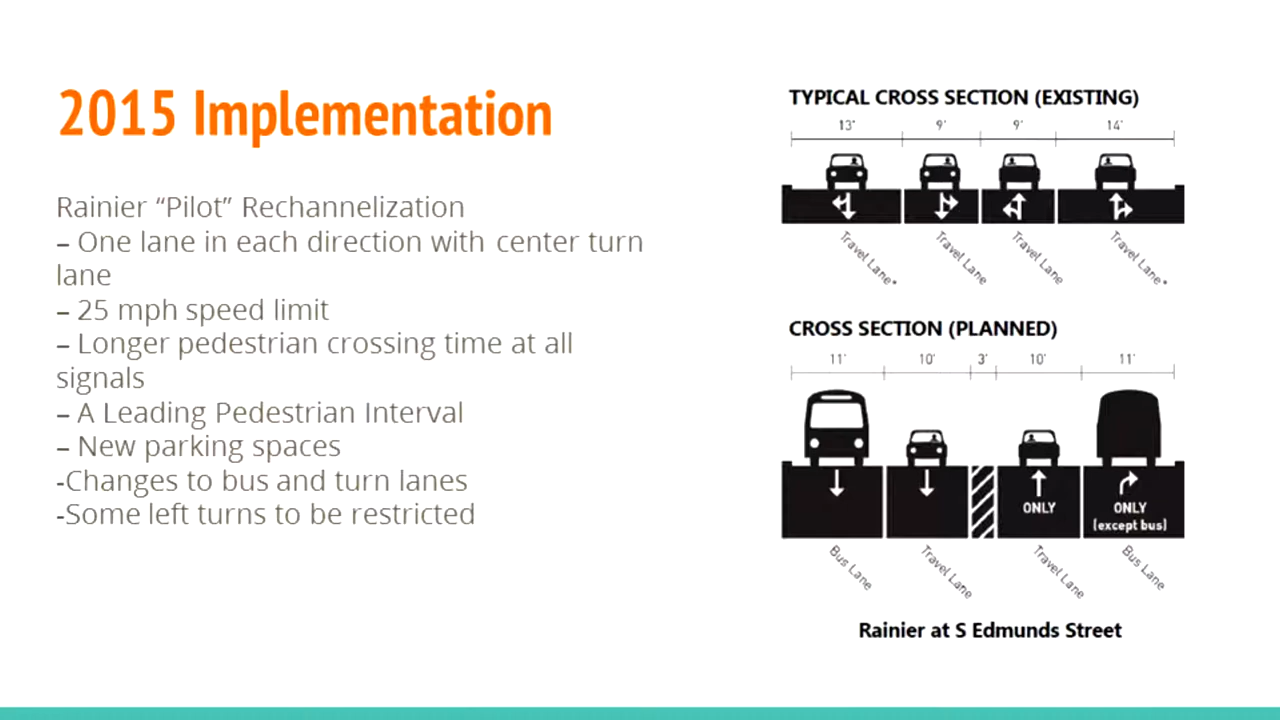 2015 Implementation
Rainier “Pilot” Rechannelization
– One lane in each direction with center turn
lane
– 25 mph speed limit
– Longer pedestrian crossing time at all
signals
– A Leading Pedestrian Interval
– New parking spaces
-Changes to bus and turn lanes
-Some left turns to be restricted
TYPICAL CROSS SECTION (EXISTING)
13' 9' 9' 14'
Travel Lane* Travel Lane Travel Lane Travel Lane*
CROSS SECTION (PLANNED)
11' 10' 3' 10' 11'
ONLY ONLY
(except bus)
Bus Lane Travel Lane Travel Lane Bus Lane
Rainier at S Edmunds Street